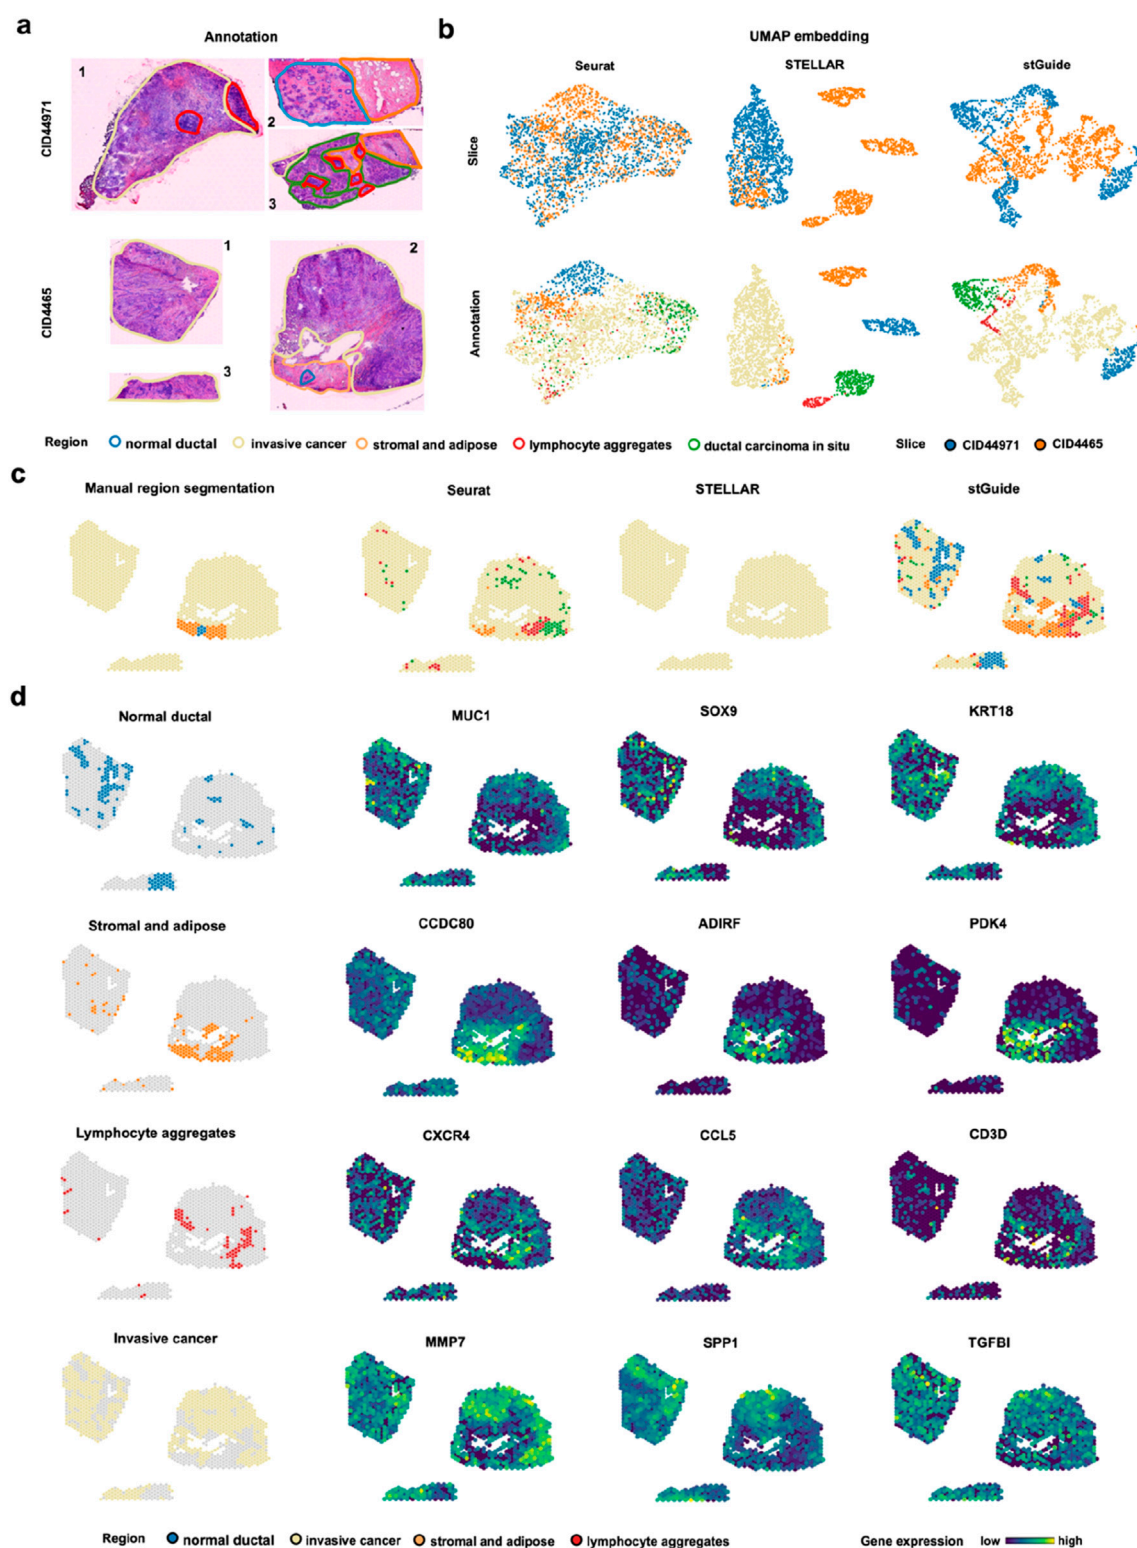 a
Annotation
b
UMAP embedding
Seurat
STELLAR
stGuide
CID44971
1
2
3
Slice
CID4465
1
2
3
Annotation
Region
normal ductal
invasive cancer
stromal and adipose
lymphocyte aggregates
ductal carcinoma in situ
Slice
CID44971
CID4465
c
Manual region segmentation
Seurat
STELLAR
stGuide
d
Normal ductal
MUC1
SOX9
KRT18
Stromal and adipose
CCDC80
ADIRF
PDK4
Lymphocyte aggregates
CXCR4
CCL5
CD3D
Invasive cancer
MMP7
SPP1
TGFBI
Region
normal ductal
invasive cancer
stromal and adipose
lymphocyte aggregates
Gene expression
low
high